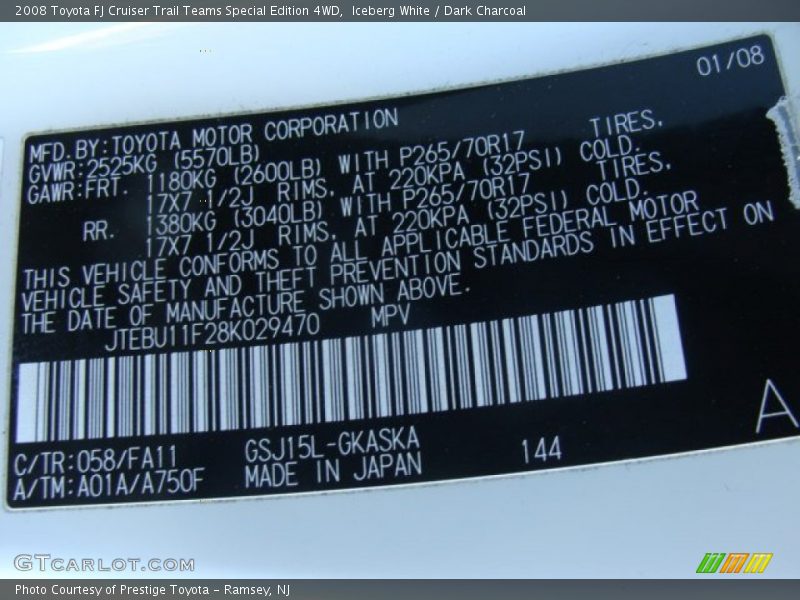 2008 Toyota FJ Cruiser Trail Teams Special Edition 4WD,  Iceberg White / Dark Charcoal
01/08
MFD.BY:TOYOTA MOTOR CORPORATION
GVWR:2525KG (5570LB)
GAWR:FRT. 1180KG (2600LB) WITH P265/70R17 TIRES,
17X7 1/2J RIMS, AT 220KPA (32PSI) COLD.
RR. 1380KG (3040LB) WITH P265/70R17 TIRES,
17X7 1/2J RIMS, AT 220KPA (32PSI) COLD.
THIS VEHICLE CONFORMS TO ALL APPLICABLE FEDERAL MOTOR
VEHICLE SAFETY AND THEFT PREVENTION STANDARDS IN EFFECT ON
THE DATE OF MANUFACTURE SHOWN ABOVE.
JTEBU11F28K029470 MPV
A
C/TR:058/FA11 GSJ15L-GKASKA 144
A/TM:A01A/A750F MADE IN JAPAN
GTCARLOT.COM
Photo Courtesy of Prestige Toyota - Ramsey, NJ